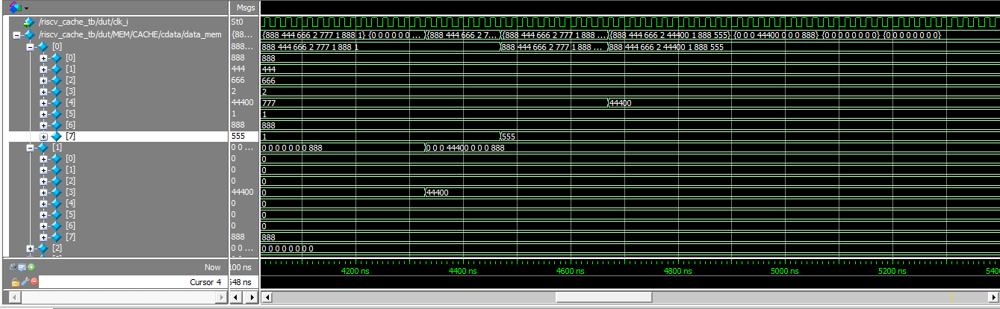 Msgs
/riscv_cache_tb/dut/clk_i St0
/riscv_cache_tb/dut/MEM/CACHE/cdata/data_mem {88... {888 444 666 2 777 1 888 1} {0 0 0 0 0 0 ... {888 444 666 2 7... {888 444 666 2 777 1 888 ... {888 444 666 2 44400 1 888 555} {0 0 0 44400 0 0 0 888} {0 0 0 0 0 0 0 0} {0 0 0 0 0 0 0 0}
[0] 888... 888 444 666 2 777 1 888 1 888 444 666 2 777 1 888 ... 888 444 666 2 44400 1 888 555
[0] 888 888
[1] 444 444
[2] 666 666
[3] 2 2
[4] 44400 777 44400
[5] 1 1
[6] 888 888
[7] 555 1 555
[1] 0 0 ... 0 0 0 0 0 0 0 888 0 0 0 44400 0 0 0 888
[0] 0 0
[1] 0 0
[2] 0 0
[3] 44400 0 44400
[4] 0 0
[5] 0 0
[6] 0 0
[7] 888 888
[2] 0 0 ... 0 0 0 0 0 0 0 0
Now 100 ns 4200 ns 4400 ns 4600 ns 4800 ns 5000 ns 5200 ns 5400
Cursor 4 548 ns